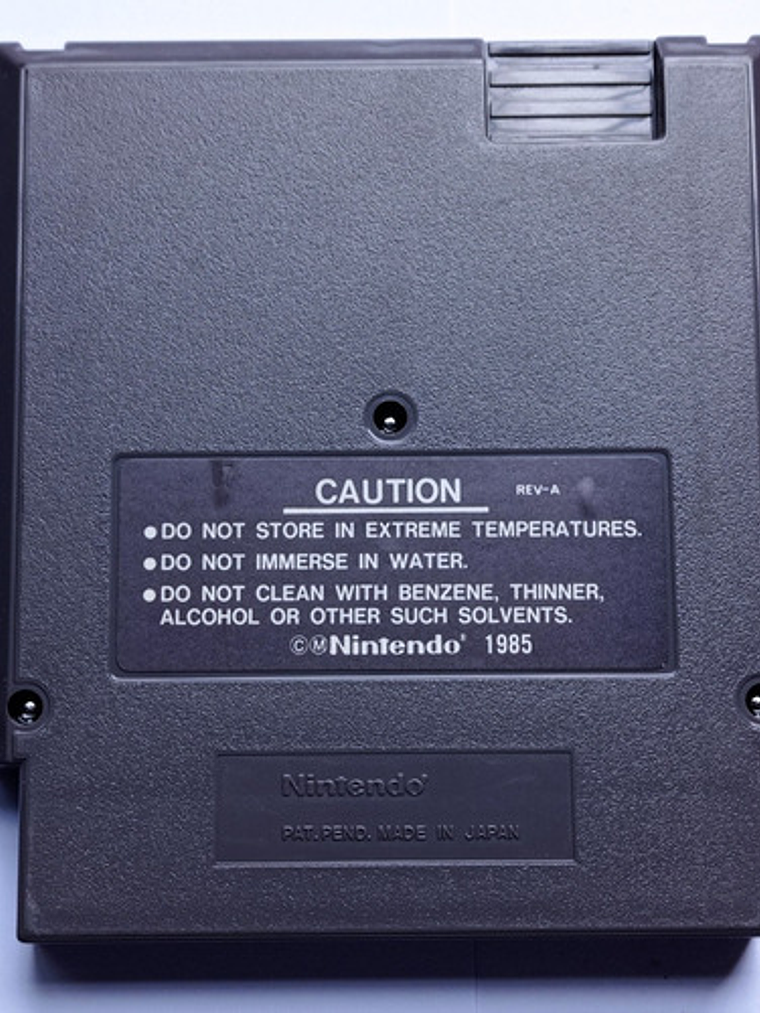 CAUTION REV-A
●DO NOT STORE IN EXTREME TEMPERATURES.
●DO NOT IMMERSE IN WATER.
●DO NOT CLEAN WITH BENZENE, THINNER,
ALCOHOL OR OTHER SUCH SOLVENTS.
©ⓂNintendo® 1985
Nintendo®
PAT. PEND. MADE IN JAPAN